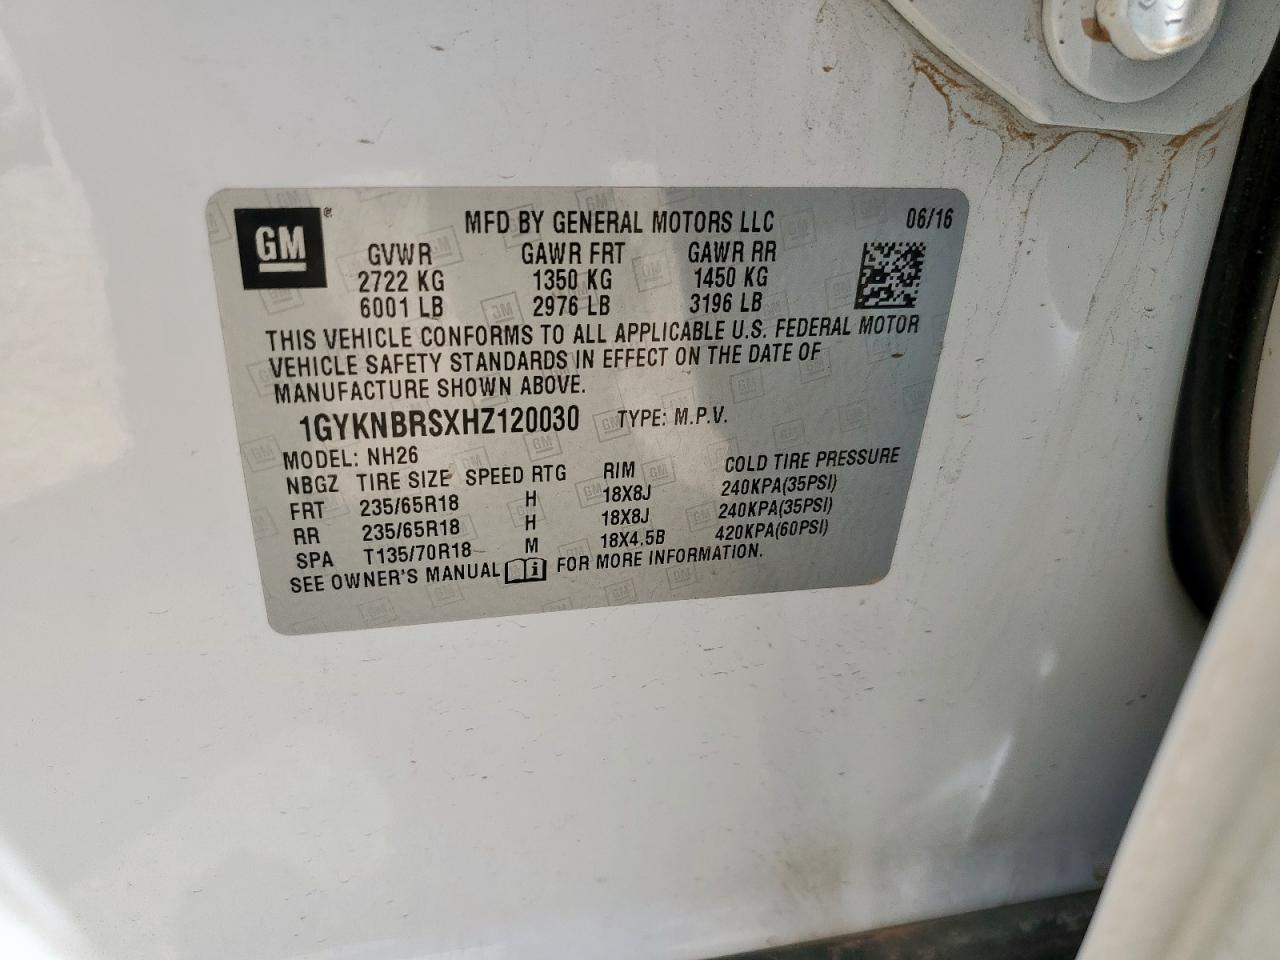 GM ®
MFD BY GENERAL MOTORS LLC 06/16
GVWR GAWR FRT GAWR RR
2722 KG 1350 KG 1450 KG
6001 LB 2976 LB 3196 LB
THIS VEHICLE CONFORMS TO ALL APPLICABLE U.S. FEDERAL MOTOR
VEHICLE SAFETY STANDARDS IN EFFECT ON THE DATE OF
MANUFACTURE SHOWN ABOVE.
1GYKNBRSXHZ120030 TYPE: M.P.V.
MODEL: NH26
NBGZ TIRE SIZE SPEED RTG RIM COLD TIRE PRESSURE
FRT 235/65R18 H 18X8J 240KPA(35PSI)
RR 235/65R18 H 18X8J 240KPA(35PSI)
SPA T135/70R18 M 18X4.5B 420KPA(60PSI)
SEE OWNER'S MANUAL i FOR MORE INFORMATION.